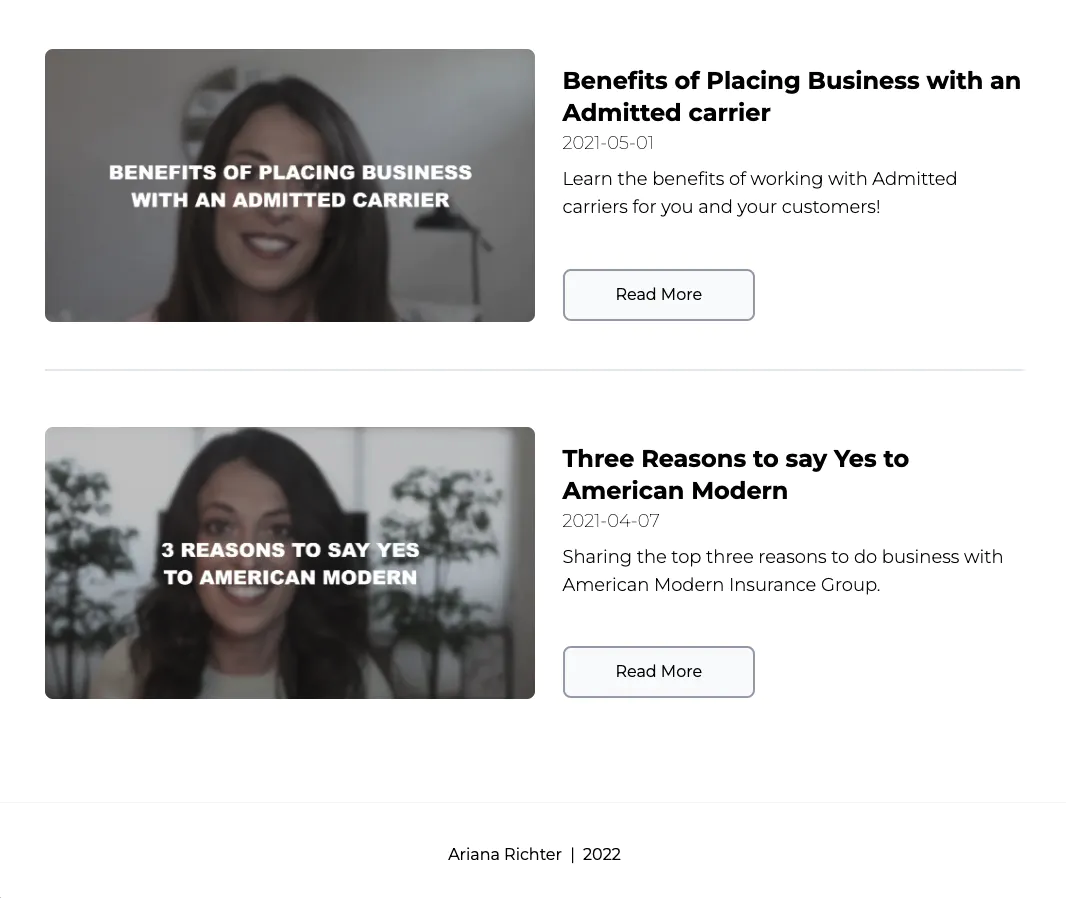 BENEFITS OF PLACING BUSINESS
WITH AN ADMITTED CARRIER
Benefits of Placing Business with an
Admitted carrier
2021-05-01
Learn the benefits of working with Admitted
carriers for you and your customers!
Read More
3 REASONS TO SAY YES
TO AMERICAN MODERN
Three Reasons to say Yes to
American Modern
2021-04-07
Sharing the top three reasons to do business with
American Modern Insurance Group.
Read More
Ariana Richter | 2022